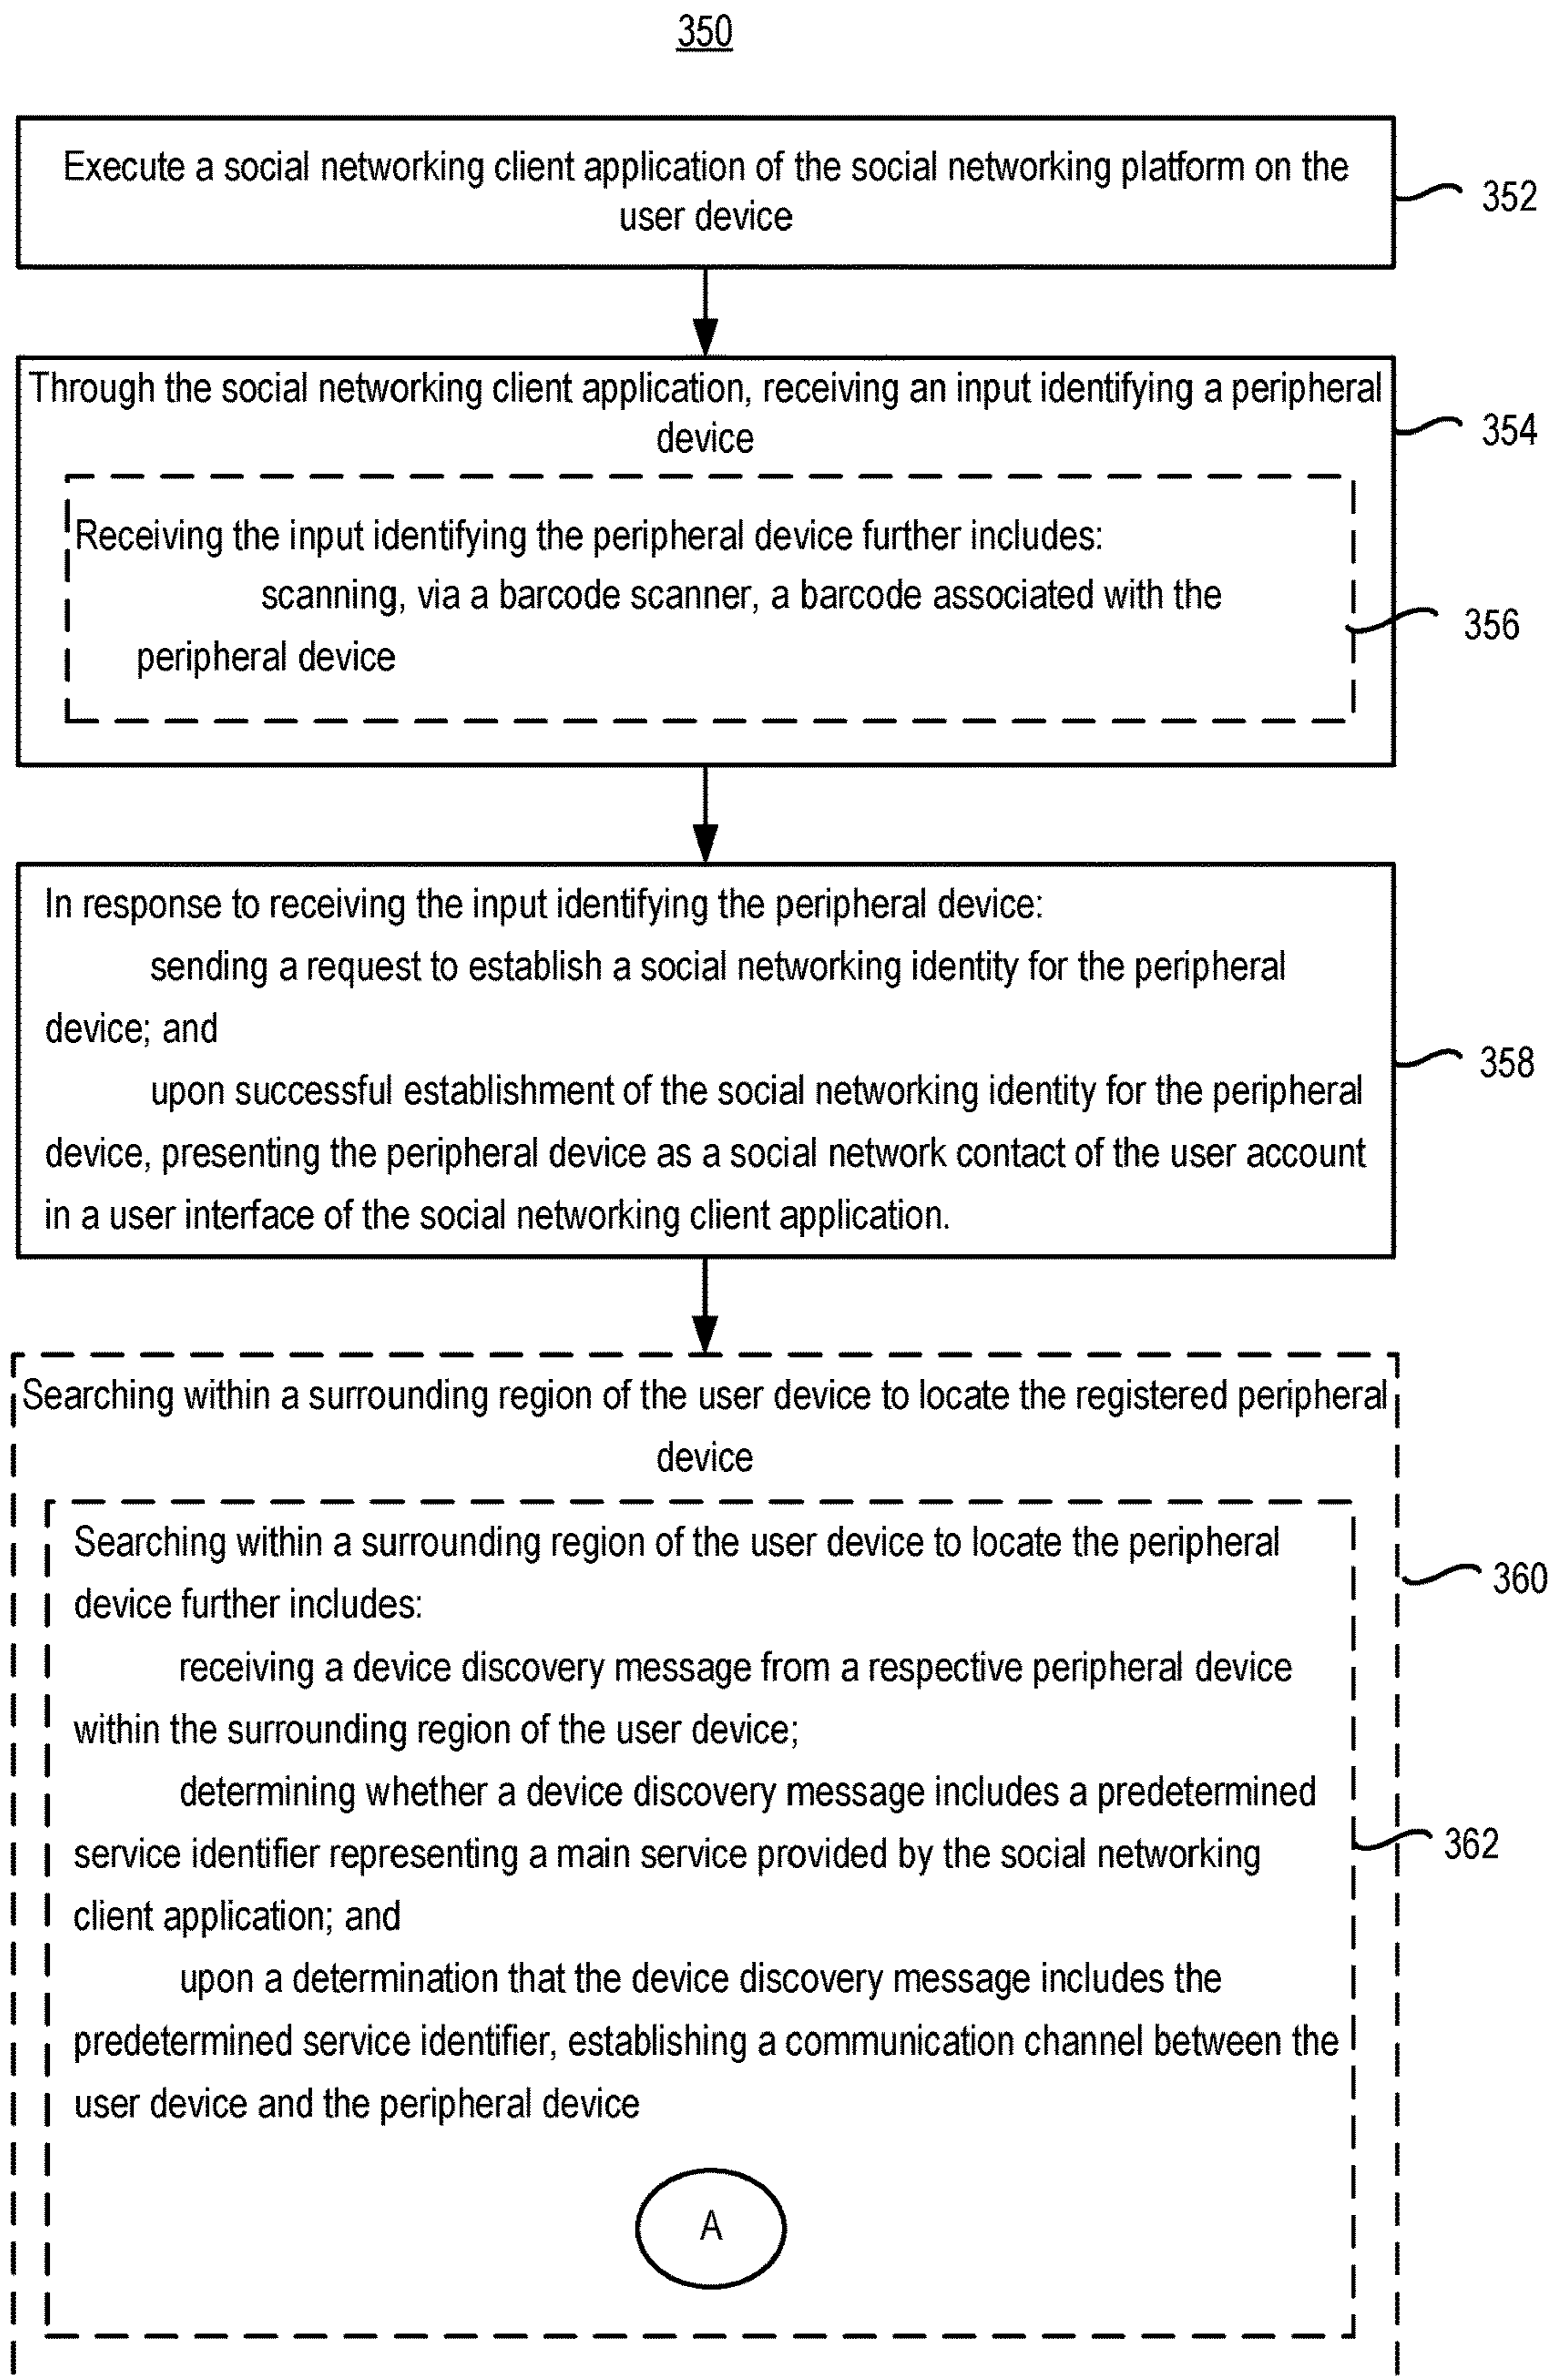 350
Execute a social networking client application of the social networking platform on the
user device
352
Through the social networking client application, receiving an input identifying a peripheral
device
354
Receiving the input identifying the peripheral device further includes:
scanning, via a barcode scanner, a barcode associated with the
peripheral device
356
In response to receiving the input identifying the peripheral device:
sending a request to establish a social networking identity for the peripheral
device; and
upon successful establishment of the social networking identity for the peripheral
device, presenting the peripheral device as a social network contact of the user account
in a user interface of the social networking client application.
358
Searching within a surrounding region of the user device to locate the registered peripheral
device
360
Searching within a surrounding region of the user device to locate the peripheral
device further includes:
receiving a device discovery message from a respective peripheral device
within the surrounding region of the user device;
determining whether a device discovery message includes a predetermined
service identifier representing a main service provided by the social networking
client application; and
upon a determination that the device discovery message includes the
predetermined service identifier, establishing a communication channel between the
user device and the peripheral device
362
A